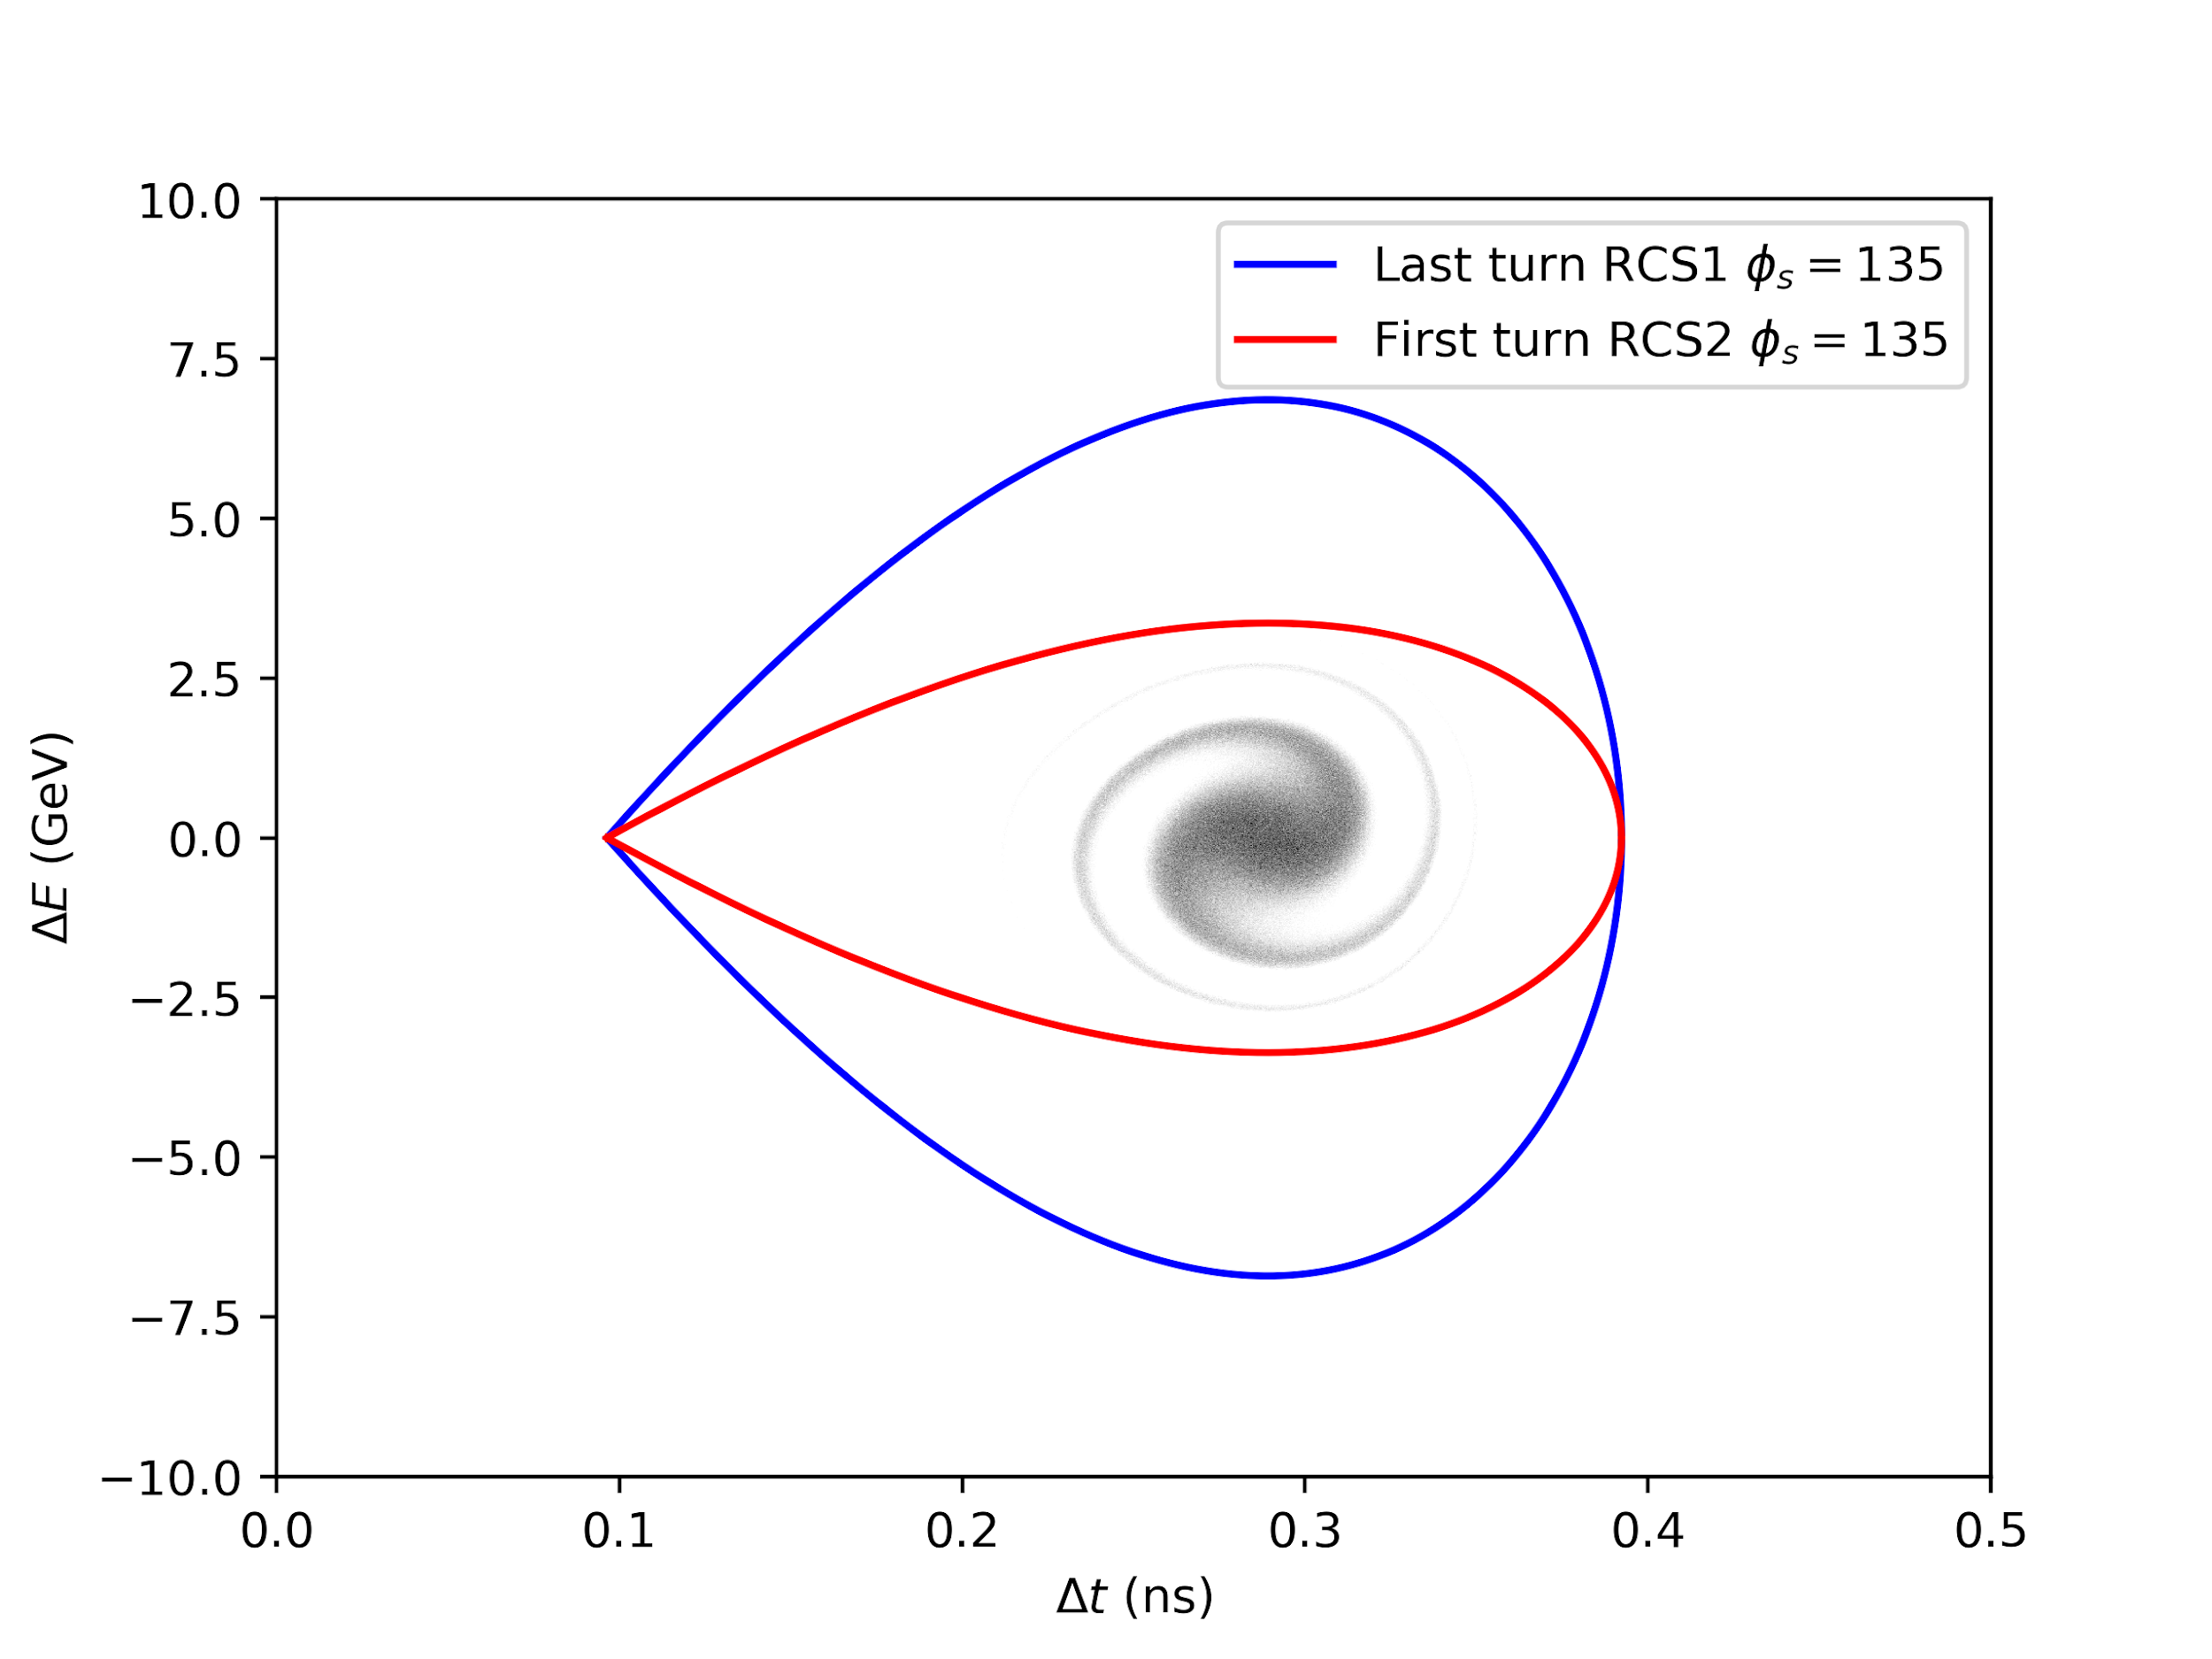 Last turn RCS1 ϕₛ = 135
First turn RCS2 ϕₛ = 135
10.0
7.5
5.0
2.5
0.0
−2.5
−5.0
−7.5
−10.0
ΔE (GeV)
0.0 0.1 0.2 0.3 0.4 0.5
Δt (ns)